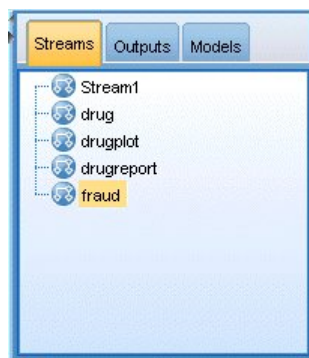 Streams Outputs Models
Stream1
drug
drugplot
drugreport
fraud